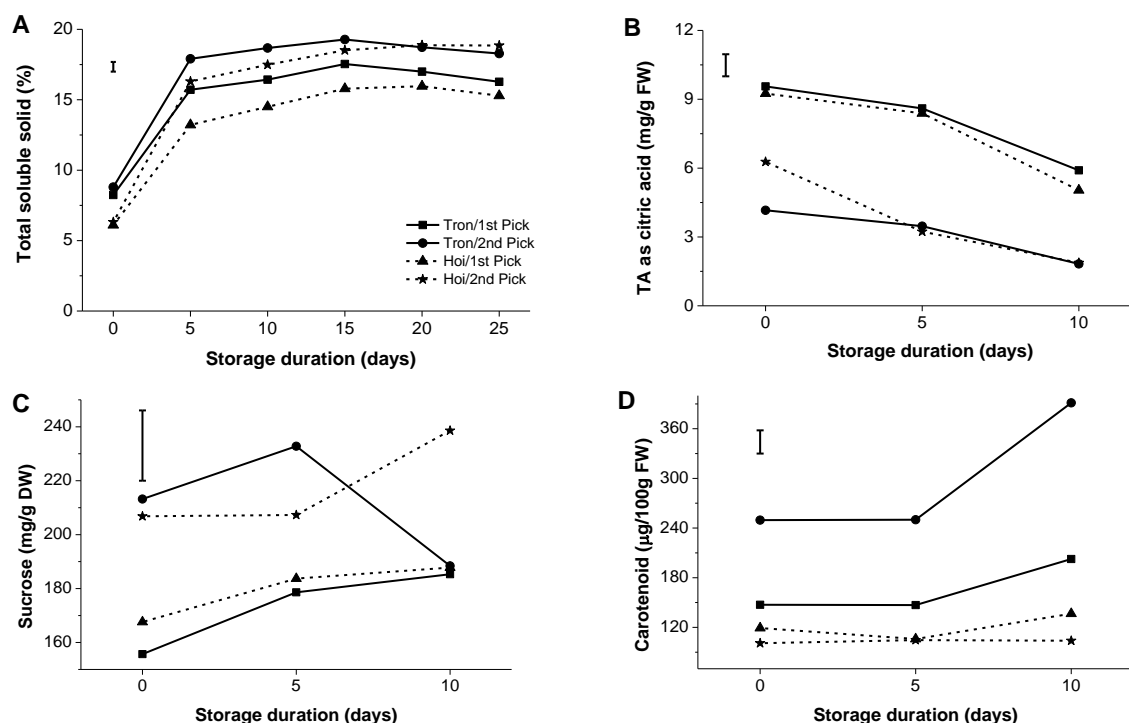 A
Total soluble solid (%)
20
15
10
5
0
Tron/1st Pick
Tron/2nd Pick
Hoi/1st Pick
Hoi/2nd Pick
0 5 10 15 20 25
Storage duration (days)
B
TA as citric acid (mg/g FW)
12
9
6
3
0
0 5 10
Storage duration (days)
C
Sucrose (mg/g DW)
240
220
200
180
160
0 5 10
Storage duration (days)
D
Carotenoid (µg/100g FW)
360
300
240
180
120
0 5 10
Storage duration (days)